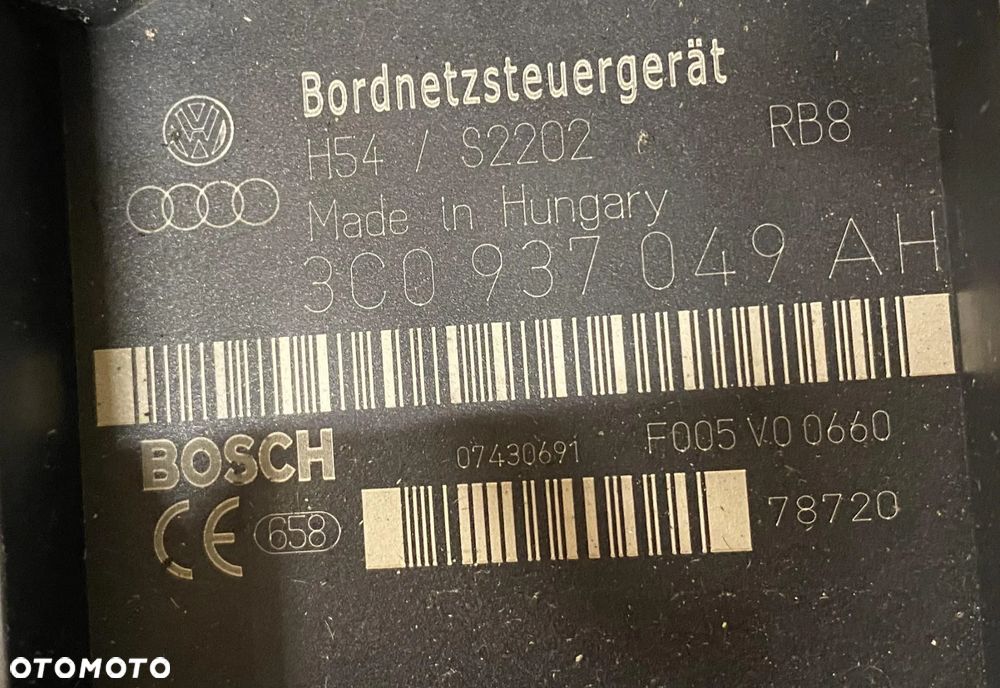 Bordnetzsteuergerät
H54 / S2202 RB8
Made in Hungary
3C0 937 049 AH
BOSCH 07430691 F005 V0 0660
CE 658 78720
OTOMOTO